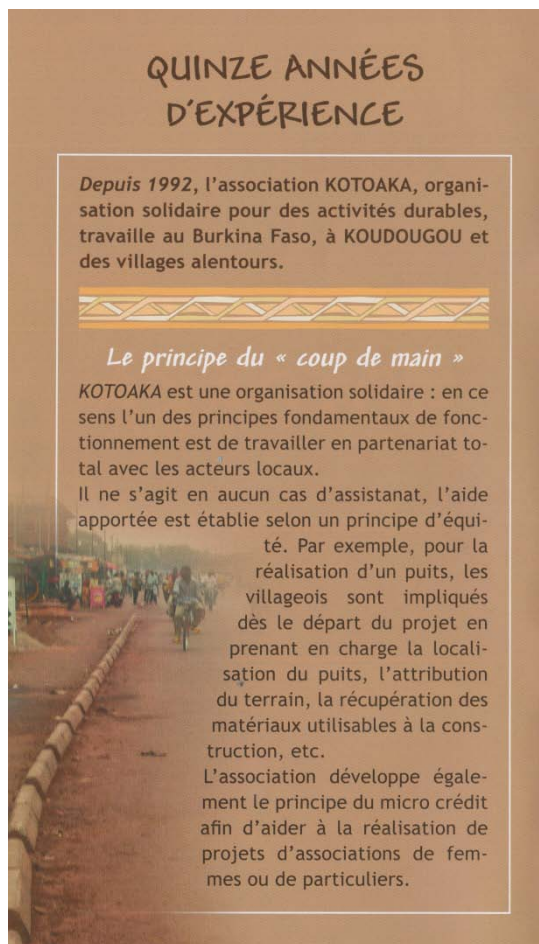 QUINZE ANNÉES
D'EXPÉRIENCE
Depuis 1992, l'association KOTOAKA, organi-
sation solidaire pour des activités durables,
travaille au Burkina Faso, à KOUDOUGOU et
des villages alentours.
Le principe du « coup de main »
KOTOAKA est une organisation solidaire : en ce
sens l'un des principes fondamentaux de fonc-
tionnement est de travailler en partenariat to-
tal avec les acteurs locaux.
Il ne s'agit en aucun cas d'assistanat, l'aide
apportée est établie selon un principe d'équi-
té. Par exemple, pour la
réalisation d'un puits, les
villageois sont impliqués
dès le départ du projet en
prenant en charge la locali-
sation du puits, l'attribution
du terrain, la récupération des
matériaux utilisables à la cons-
truction, etc.
L'association développe égale-
ment le principe du micro crédit
afin d'aider à la réalisation de
projets d'associations de fem-
mes ou de particuliers.